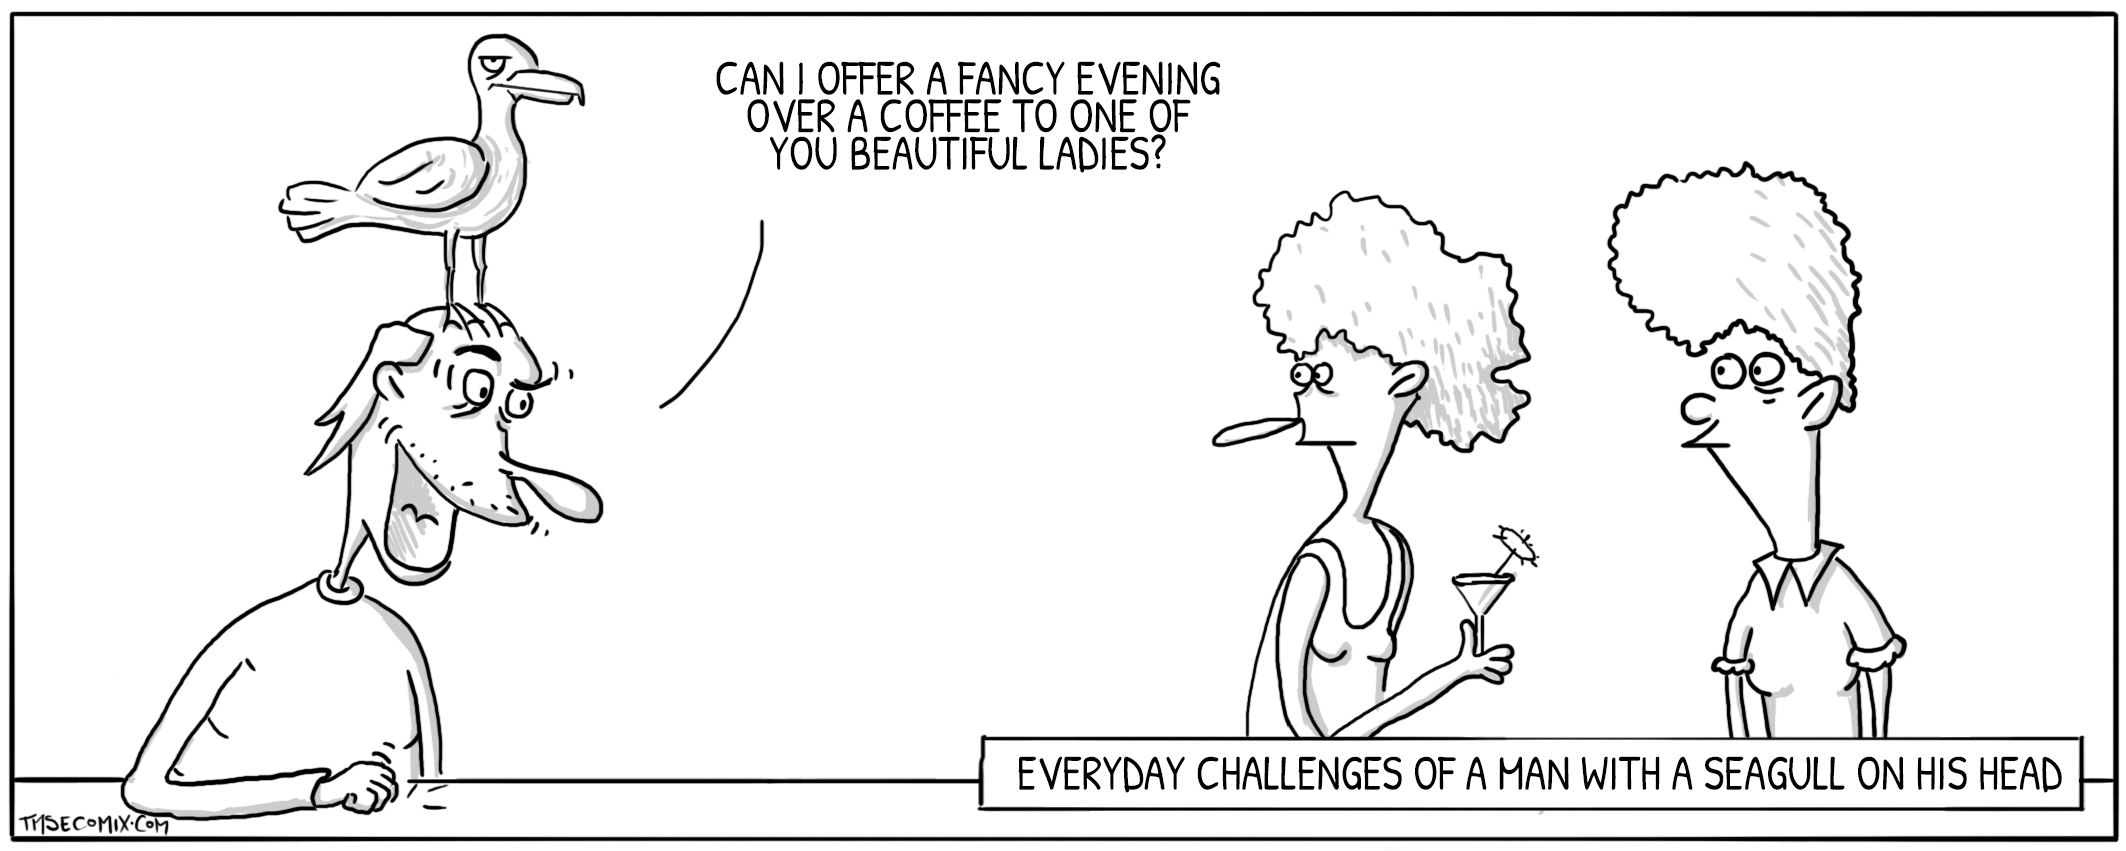 CAN I OFFER A FANCY EVENING
OVER A COFFEE TO ONE OF
YOU BEAUTIFUL LADIES?
EVERYDAY CHALLENGES OF A MAN WITH A SEAGULL ON HIS HEAD
TMSECOMIX.COM